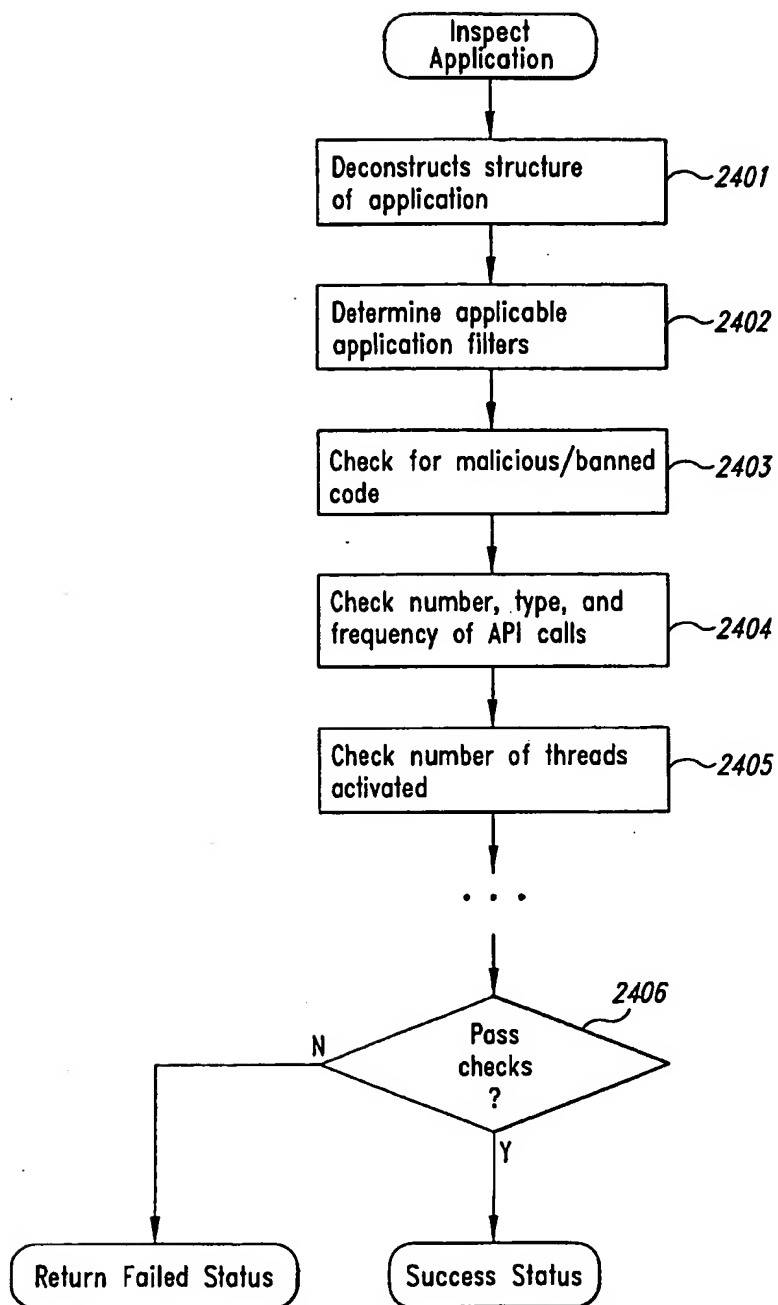 Inspect
Application
Deconstructs structure
of application
2401
Determine applicable
application filters
2402
Check for malicious/banned
code
2403
Check number, type, and
frequency of API calls
2404
Check number of threads
activated
2405
. . .
2406
Pass
checks
?
N
Y
Return Failed Status
Success Status